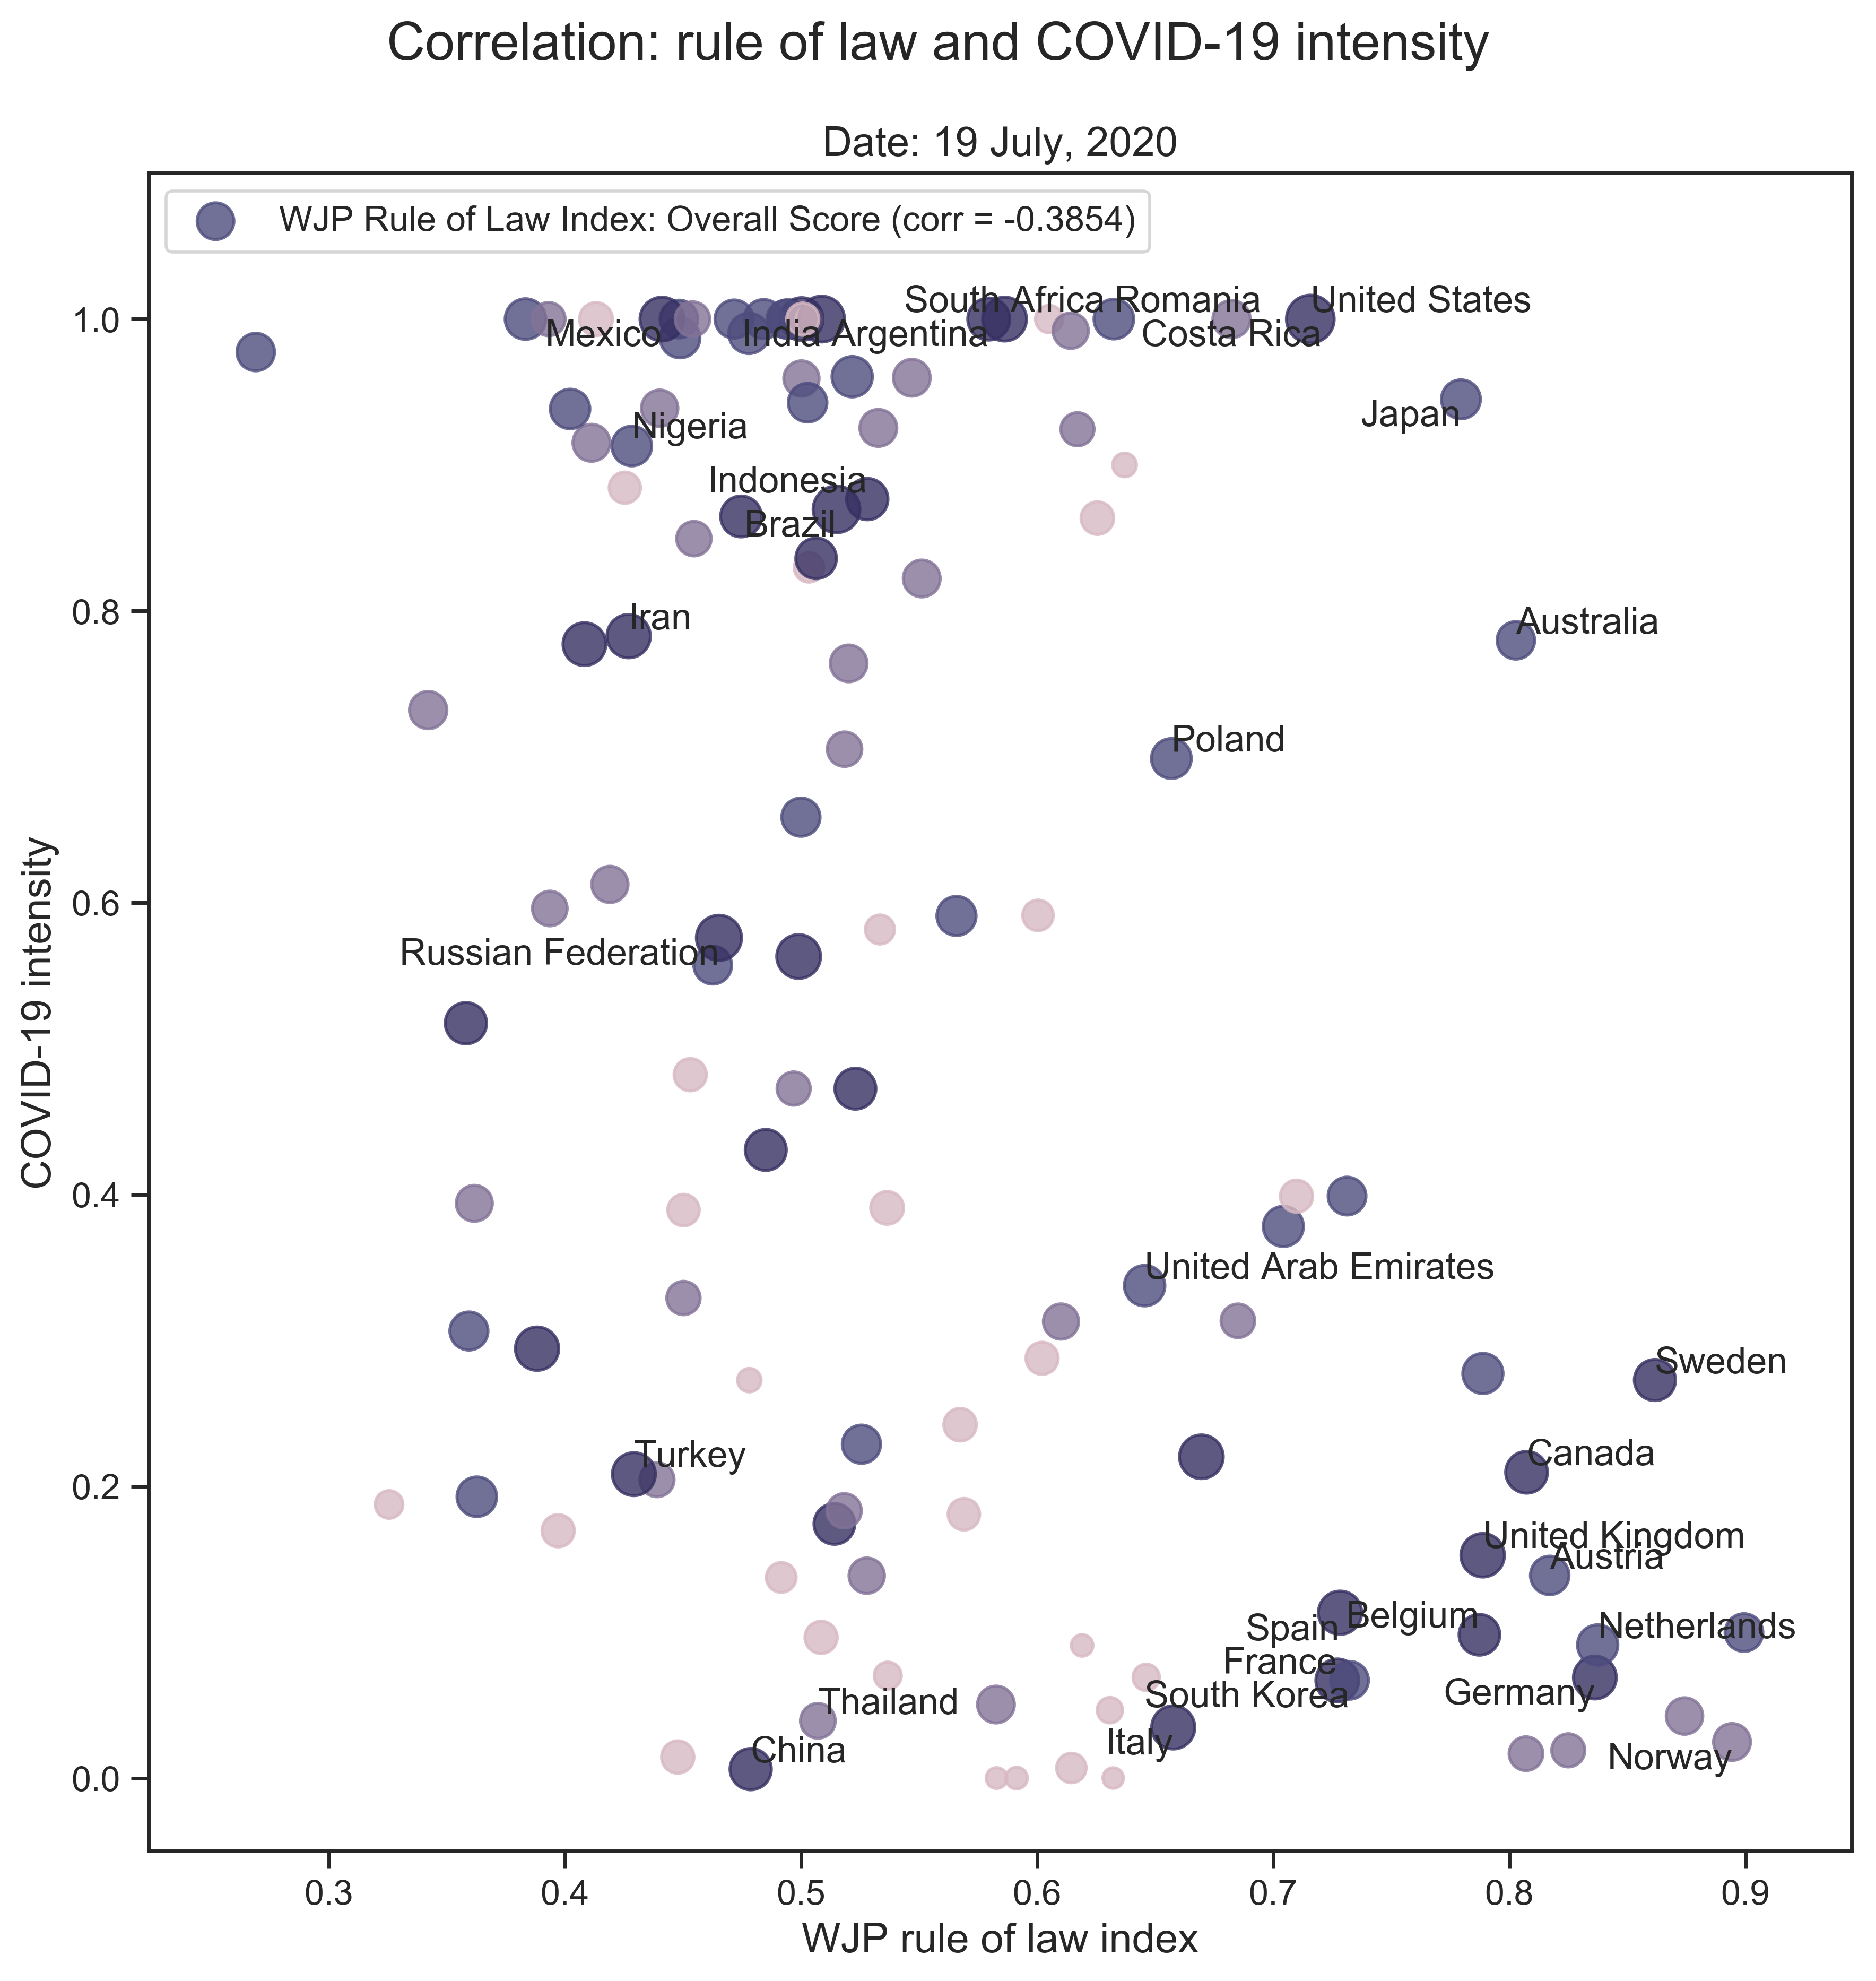 Correlation: rule of law and COVID-19 intensity
Date: 19 July, 2020
WJP Rule of Law Index: Overall Score (corr = -0.3854)
South Africa Romania United States
Mexico India Argentina Costa Rica
Japan
Nigeria
Indonesia
Brazil
Iran
Australia
Poland
Russian Federation
United Arab Emirates
Sweden
Turkey
Canada
United Kingdom
Austria
Belgium
Spain
Netherlands
France
South Korea
Germany
Thailand
Italy
China
Norway
1.0
0.8
0.6
0.4
0.2
0.0
COVID-19 intensity
0.3 0.4 0.5 0.6 0.7 0.8 0.9
WJP rule of law index